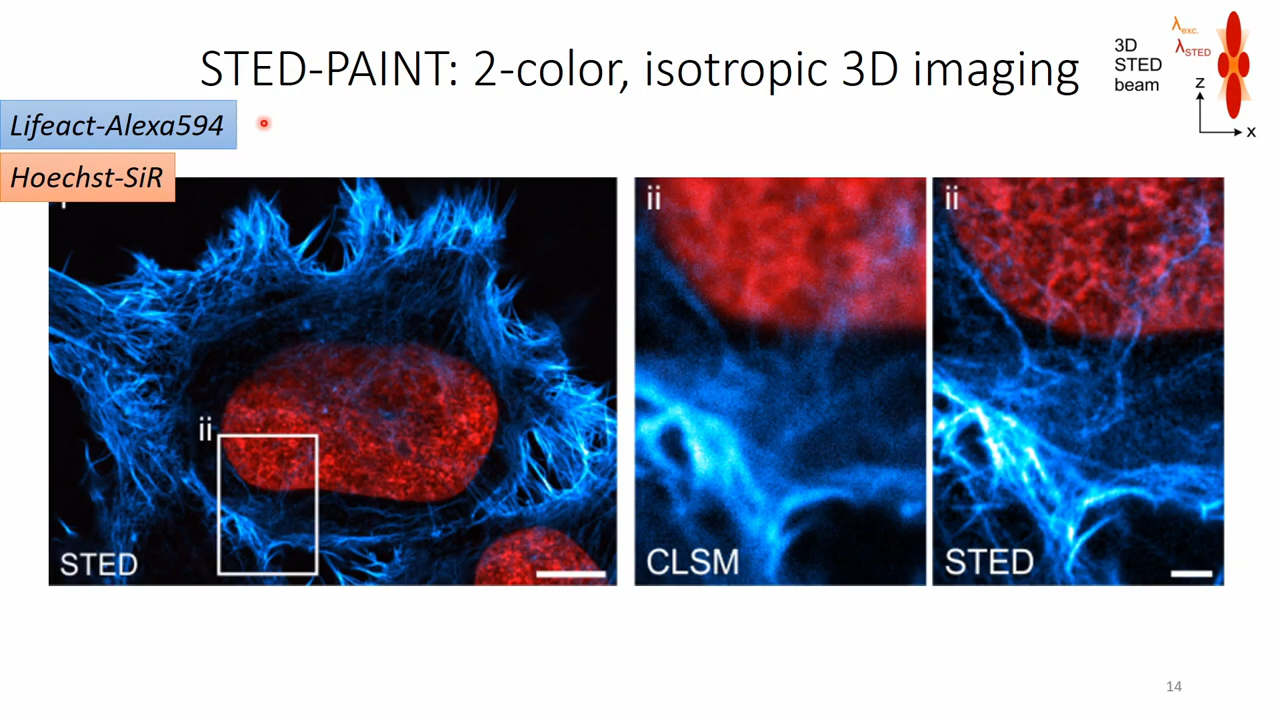 STED-PAINT: 2-color, isotropic 3D imaging
3D
STED
beam
λexc.
λSTED
z
x
Lifeact-Alexa594
Hoechst-SiR
ii
STED
ii
CLSM
ii
STED
14